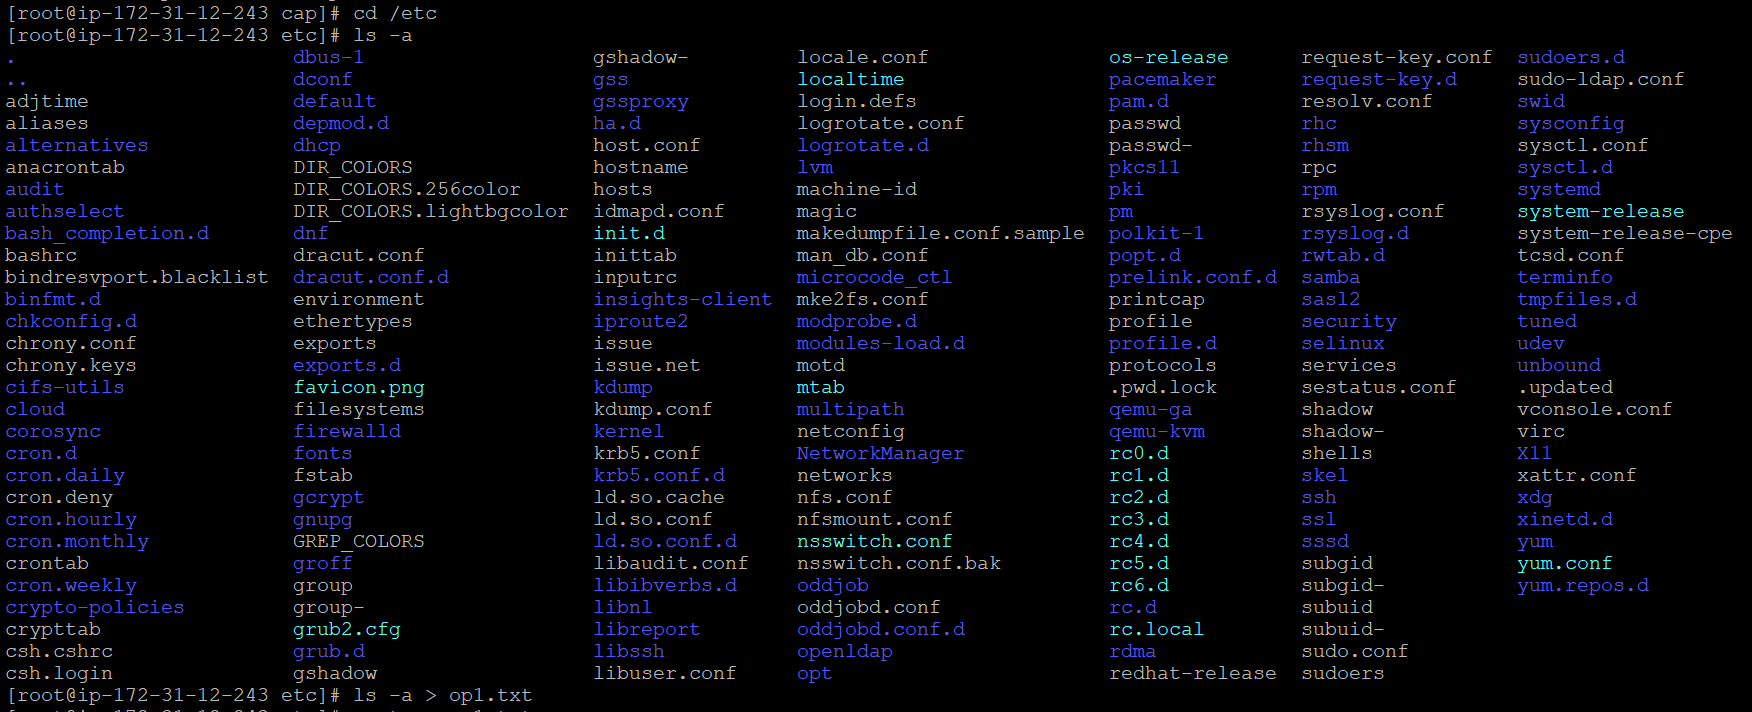 [root@ip-172-31-12-243 cap]# cd /etc
[root@ip-172-31-12-243 etc]# ls -a
. dbus-1 gshadow- locale.conf os-release request-key.conf sudoers.d
.. dconf gss localtime pacemaker request-key.d sudo-ldap.conf
adjtime default gssproxy login.defs pam.d resolv.conf swid
aliases depmod.d ha.d logrotate.conf passwd rhc sysconfig
alternatives dhcp host.conf logrotate.d passwd- rhsm sysctl.conf
anacrontab DIR_COLORS hostname lvm pkcs11 rpc sysctl.d
audit DIR_COLORS.256color hosts machine-id pki rpm systemd
authselect DIR_COLORS.lightbgcolor idmapd.conf magic pm rsyslog.conf system-release
bash_completion.d dnf init.d makedumpfile.conf.sample polkit-1 rsyslog.d system-release-cpe
bashrc dracut.conf inittab man_db.conf popt.d rwtab.d tcsd.conf
bindresvport.blacklist dracut.conf.d inputrc microcode_ctl prelink.conf.d samba terminfo
binfmt.d environment insights-client mke2fs.conf printcap sasl2 tmpfiles.d
chkconfig.d ethertypes iproute2 modprobe.d profile security tuned
chrony.conf exports issue modules-load.d profile.d selinux udev
chrony.keys exports.d issue.net motd protocols services unbound
cifs-utils favicon.png kdump mtab .pwd.lock sestatus.conf .updated
cloud filesystems kdump.conf multipath qemu-ga shadow vconsole.conf
corosync firewalld kernel netconfig qemu-kvm shadow- virc
cron.d fonts krb5.conf NetworkManager rc0.d shells X11
cron.daily fstab krb5.conf.d networks rc1.d skel xattr.conf
cron.deny gcrypt ld.so.cache nfs.conf rc2.d ssh xdg
cron.hourly gnupg ld.so.conf nfsmount.conf rc3.d ssl xinetd.d
cron.monthly GREP_COLORS ld.so.conf.d nsswitch.conf rc4.d sssd yum
crontab groff libaudit.conf nsswitch.conf.bak rc5.d subgid yum.conf
cron.weekly group libibverbs.d oddjob rc6.d subgid- yum.repos.d
crypto-policies group- libnl oddjobd.conf rc.d subuid
crypttab grub2.cfg libreport oddjobd.conf.d rc.local subuid-
csh.cshrc grub.d libssh openldap rdma sudo.conf
csh.login gshadow libuser.conf opt redhat-release sudoers
[root@ip-172-31-12-243 etc]# ls -a > op1.txt